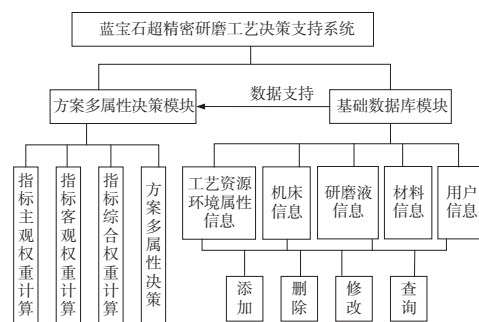 蓝宝石超精密研磨工艺决策支持系统
方案多属性决策模块
数据支持
基础数据库模块
指标主观权重计算
指标客观权重计算
指标综合权重计算
方案多属性决策
工艺资源
环境属性
信息
机床
信息
研磨液
信息
材料
信息
用户
信息
添加
删除
修改
查询